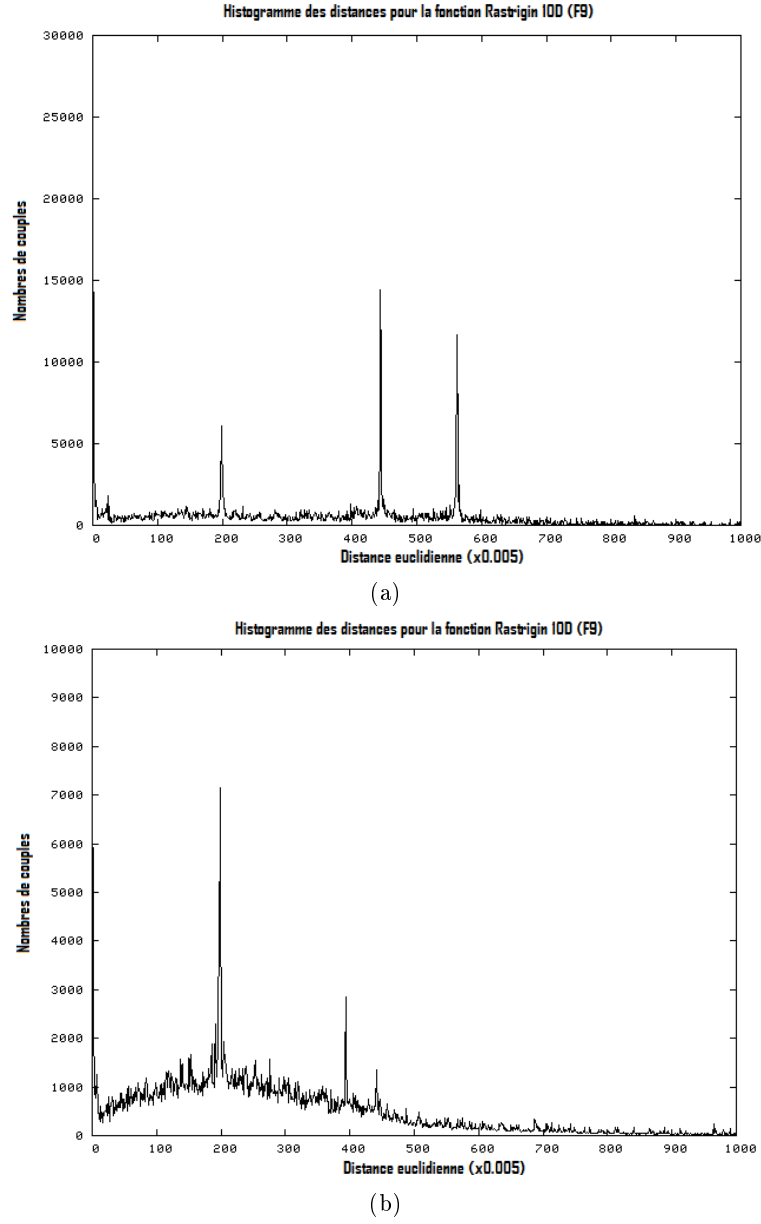 Histogramme des distances pour la fonction Rastrigin 10D (F9)
30000
25000
20000
15000
10000
5000
0
Nombres de couples
0 100 200 300 400 500 600 700 800 900 1000
Distance euclidienne (x0.005)
(a)
Histogramme des distances pour la fonction Rastrigin 10D (F9)
10000
9000
8000
7000
6000
5000
4000
3000
2000
1000
0
Nombres de couples
0 100 200 300 400 500 600 700 800 900 1000
Distance euclidienne (x0.005)
(b)